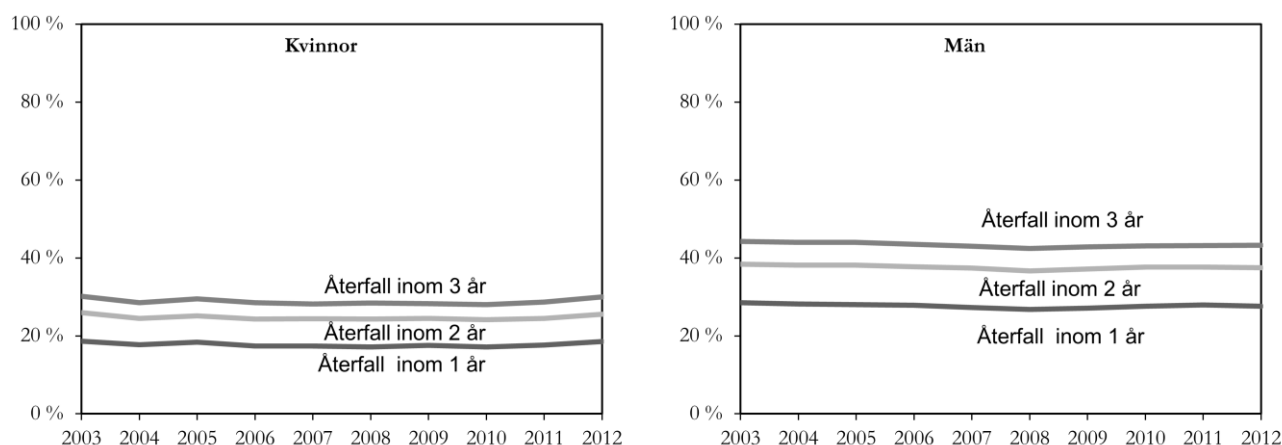 Kvinnor
100 %
80 %
60 %
40 %
20 %
0 %
Återfall inom 3 år
Återfall inom 2 år
Återfall  inom 1 år
2003 2004 2005 2006 2007 2008 2009 2010 2011 2012
Män
100 %
80 %
60 %
40 %
20 %
0 %
Återfall inom 3 år
Återfall inom 2 år
Återfall  inom 1 år
2003 2004 2005 2006 2007 2008 2009 2010 2011 2012